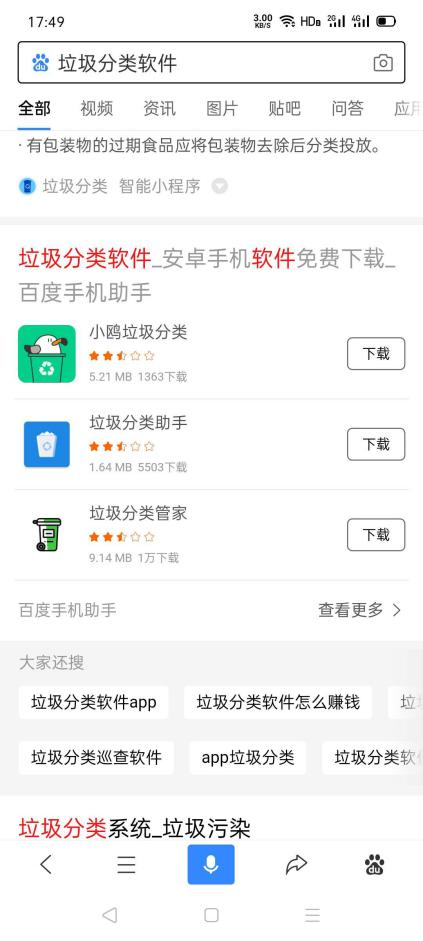 17:49
3.00 KB/S HDB 2G 4G
du 垃圾分类软件
全部 视频 资讯 图片 贴吧 问答 应用
· 有包装物的过期食品应将包装物去除后分类投放。
垃圾分类 智能小程序
垃圾分类软件_安卓手机软件免费下载_
百度手机助手
小鸥垃圾分类
5.21 MB 1363下载
下载
垃圾分类助手
1.64 MB 5503下载
下载
垃圾分类管家
9.14 MB 1万下载
下载
百度手机助手 查看更多
大家还搜
垃圾分类软件app 垃圾分类软件怎么赚钱 垃
垃圾分类巡查软件 app垃圾分类 垃圾分类软
垃圾分类系统_垃圾污染
du